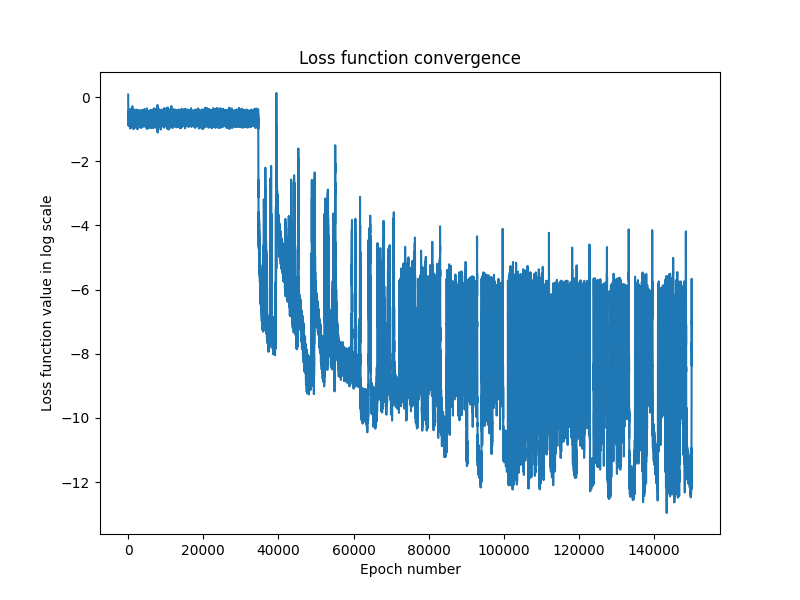 Loss function convergence
Loss function value in log scale
0
−2
−4
−6
−8
−10
−12
0 20000 40000 60000 80000 100000 120000 140000
Epoch number